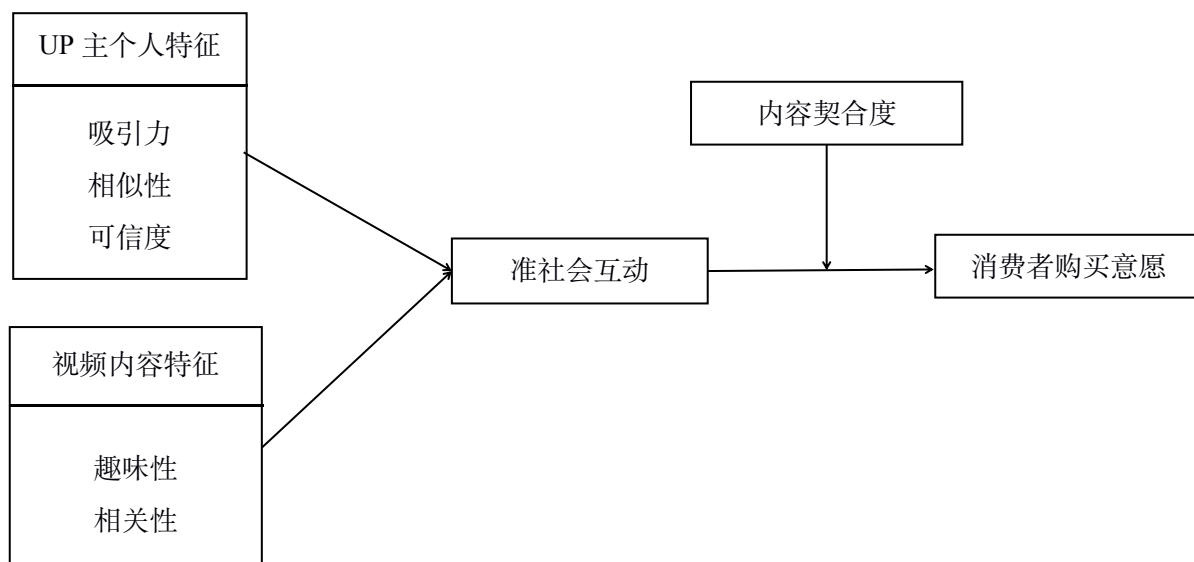 UP 主个人特征
吸引力
相似性
可信度
内容契合度
准社会互动
消费者购买意愿
视频内容特征
趣味性
相关性